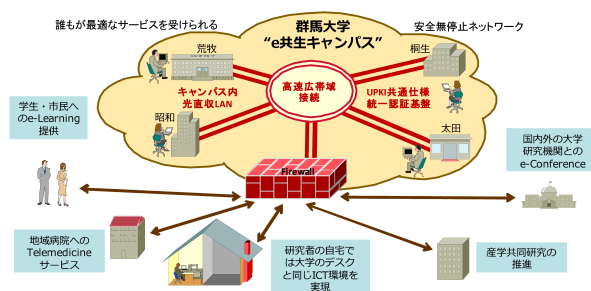 誰もが最適なサービスを受けられる
群馬大学
“e共生キャンパス”
安全無停止ネットワーク
荒牧
桐生
キャンパス内
光直収LAN
高速広帯域
接続
UPKI共通仕様
統一認証基盤
昭和
太田
学生・市民へ
のe-Learning
提供
Firewall
国内外の大学
研究機関との
e-Conference
地域病院への
Telemedicine
サービス
研究者の自宅で
は大学のデスク
と同じICT環境を
実現
産学共同研究の
推進